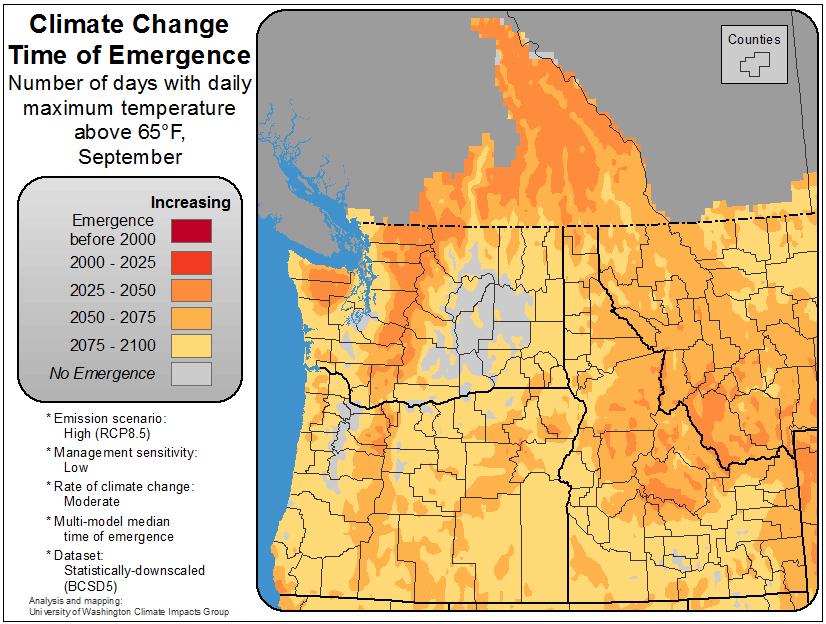 Climate Change
Time of Emergence
Number of days with daily
maximum temperature
above 65°F,
September
Increasing
Emergence
before 2000
2000 - 2025
2025 - 2050
2050 - 2075
2075 - 2100
No Emergence
* Emission scenario:
High (RCP8.5)
* Management sensitivity:
Low
* Rate of climate change:
Moderate
* Multi-model median
time of emergence
* Dataset:
Statistically-downscaled
(BCSD5)
Analysis and mapping:
University of Washington Climate Impacts Group
Counties